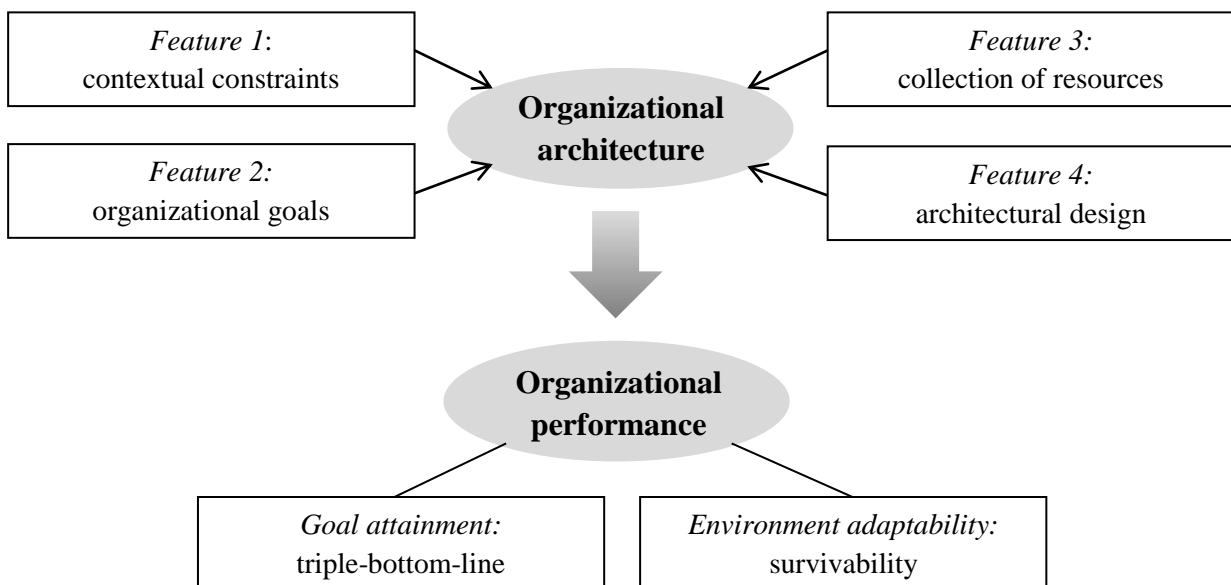 Feature 1:
contextual constraints
Feature 2:
organizational goals
Feature 3:
collection of resources
Feature 4:
architectural design
Organizational
architecture
Organizational
performance
Goal attainment:
triple-bottom-line
Environment adaptability:
survivability